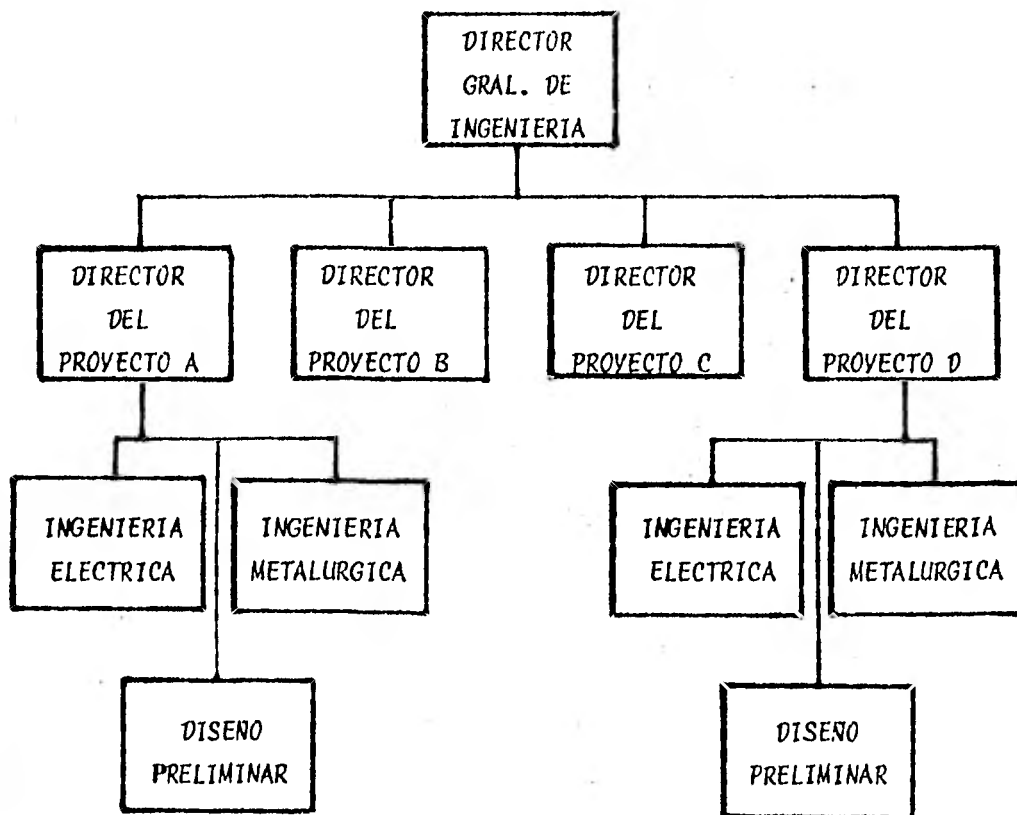 DIRECTOR
GRAL. DE
INGENIERIA
DIRECTOR
DEL
PROYECTO A
DIRECTOR
DEL
PROYECTO B
DIRECTOR
DEL
PROYECTO C
DIRECTOR
DEL
PROYECTO D
INGENIERIA
ELECTRICA
INGENIERIA
METALURGICA
INGENIERIA
ELECTRICA
INGENIERIA
METALURGICA
DISEÑO
PRELIMINAR
DISEÑO
PRELIMINAR